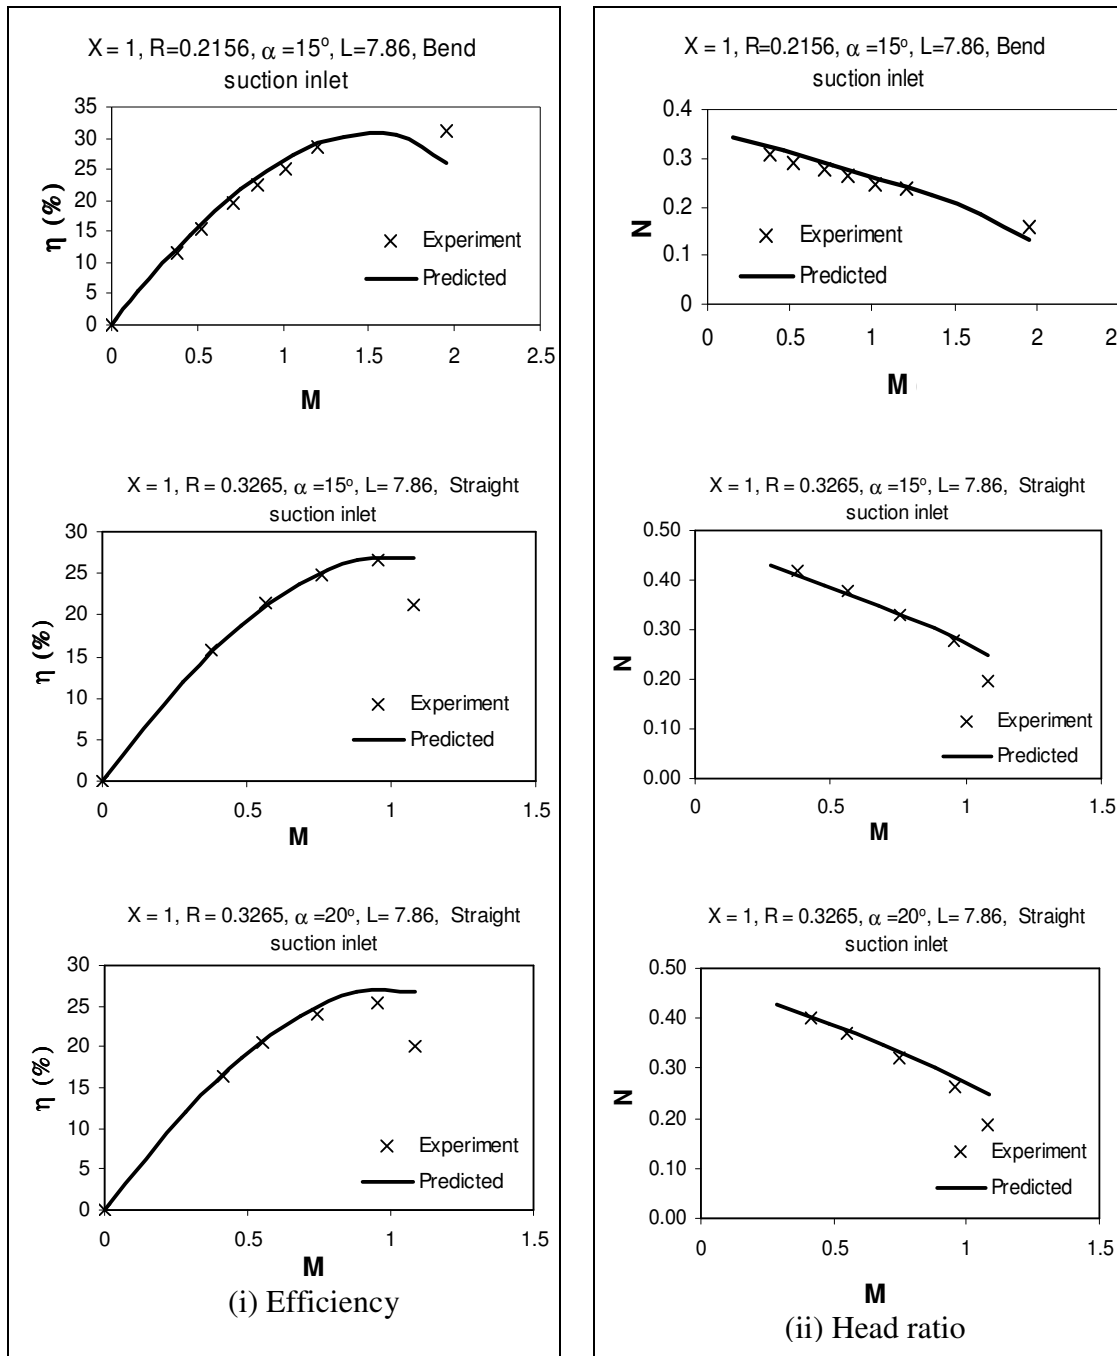 X = 1, R=0.2156, α =15°, L=7.86, Bend
suction inlet
35
30
25
20
15
10
5
0
η (%)
Experiment
Predicted
0 0.5 1 1.5 2 2.5
M
X = 1, R = 0.3265, α =15°, L= 7.86, Straight
suction inlet
30
25
20
15
10
5
0
η (%)
Experiment
Predicted
0 0.5 1 1.5
M
X = 1, R = 0.3265, α =20°, L= 7.86, Straight
suction inlet
30
25
20
15
10
5
0
η (%)
Experiment
Predicted
0 0.5 1 1.5
M
(i) Efficiency
X = 1, R=0.2156, α =15°, L=7.86, Bend
suction inlet
0.4
0.3
0.2
0.1
0
N
Experiment
Predicted
0 0.5 1 1.5 2 2
M
X = 1, R = 0.3265, α =15°, L= 7.86, Straight
suction inlet
0.50
0.40
0.30
0.20
0.10
0.00
N
Experiment
Predicted
0 0.5 1 1.5
M
X = 1, R = 0.3265, α =20°, L= 7.86, Straight
suction inlet
0.50
0.40
0.30
0.20
0.10
0.00
N
Experiment
Predicted
0 0.5 1 1.5
M
(ii) Head ratio